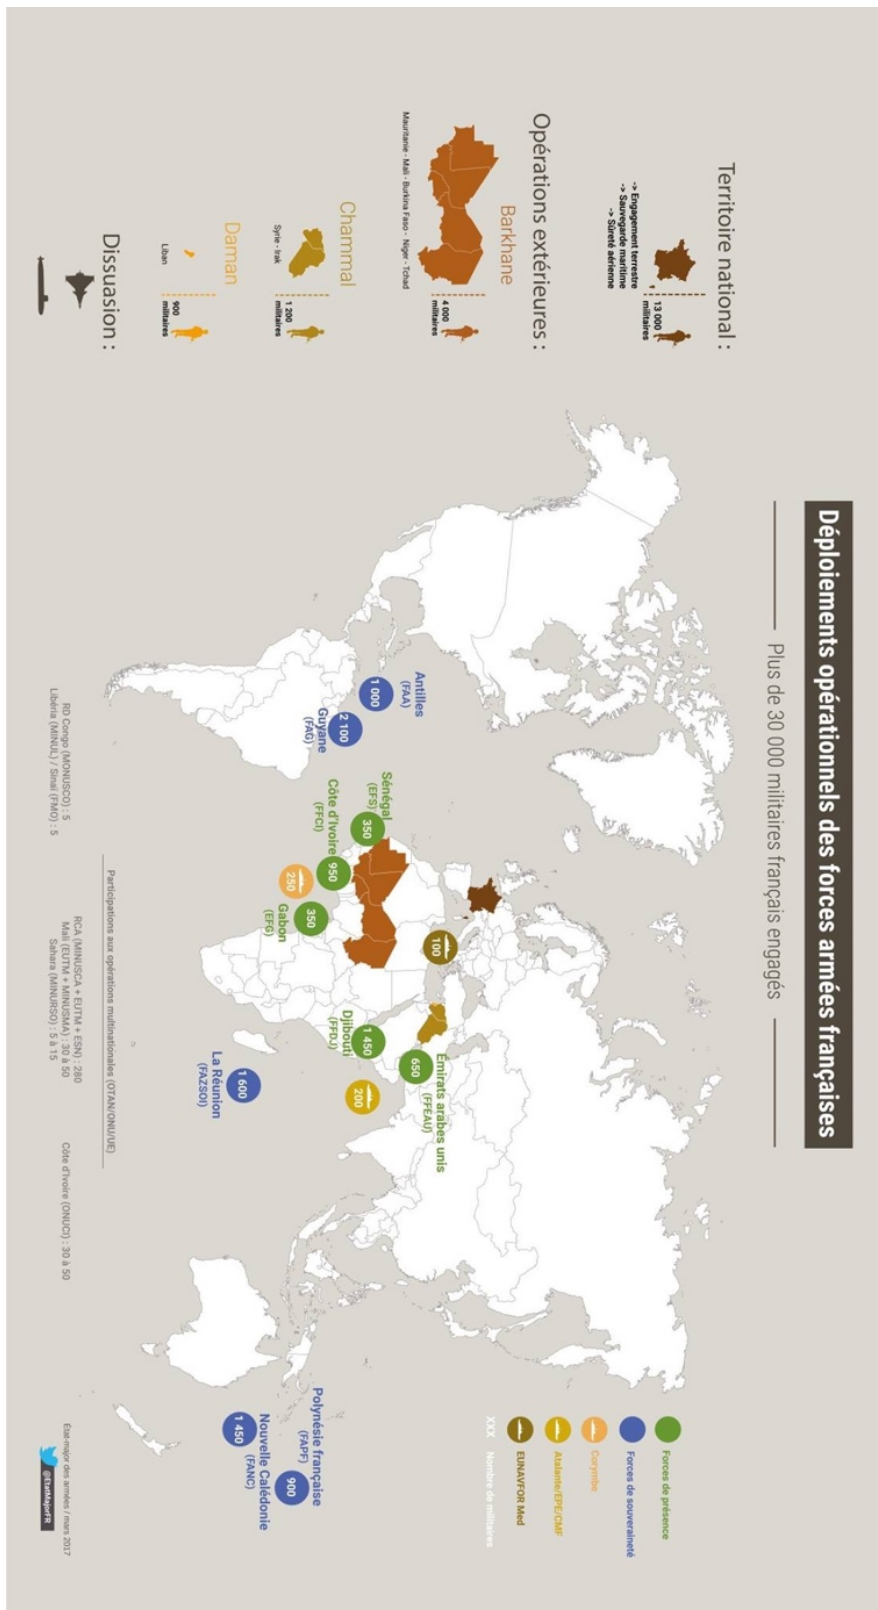 Déploiements opérationnels des forces armées françaises
Plus de 30 000 militaires français engagés
Territoire national :
-> Engagement terrestre
-> Sauvegarde maritime
-> Sûreté aérienne
13 000
militaires
Opérations extérieures :
Barkhane
4 000
militaires
Mauritanie - Mali - Burkina Faso - Niger - Tchad
Chammal
Syrie - Irak
1 200
militaires
Daman
Liban
900
militaires
Dissuasion :
Antilles
(FAA)
1 000
2 100
Guyane
(FAG)
Sénégal
(EFS)
350
Côte d'Ivoire
(FFCI)
950
250
350
Gabon
(EFG)
100
1 450
Djibouti
(FFDJ)
Emirats arabes unis
(FFEAU)
650
200
1 600
La Réunion
(FAZSOI)
Polynésie française
(FAPF)
900
Nouvelle Calédonie
(FANC)
1 450
Forces de présence
Forces de souveraineté
Corymbe
Atalante/EPE/CMF
EUNAVFOR Med
XXX Nombre de militaires
Participations aux opérations multinationales (OTAN/ONU/UE)
RD Congo (MONUSCO) : 5
Libéria (MINUL) / Sinaï (FMO) : 5
RCA (MINUSCA + EUTM + ESN) : 280
Mali (EUTM + MINUSMA) : 30 à 50
Sahara (MINURSO) : 5 à 15
Côte d'Ivoire (ONUCI) : 30 à 50
État-major des armées / mars 2017
@EtatMajorFR